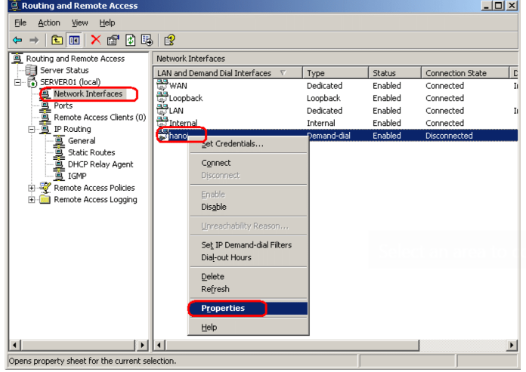 Routing and Remote Access
File Action View Help
Routing and Remote Access
Server Status
SERVER01 (local)
Network Interfaces
Ports
Remote Access Clients (0)
IP Routing
General
Static Routes
DHCP Relay Agent
IGMP
Remote Access Policies
Remote Access Logging
Network Interfaces
LAN and Demand Dial Interfaces Type Status Connection State D
WAN Dedicated Enabled Connected
Loopback Loopback Enabled Connected
LAN Dedicated Enabled Connected
Internal Internal Enabled Connected
hanoi Demand-dial Enabled Disconnected
Set Credentials...
Connect
Disconnect
Enable
Disable
Unreachability Reason...
Set IP Demand-dial Filters
Dial-out Hours
Delete
Refresh
Properties
Help
Opens property sheet for the current selection.